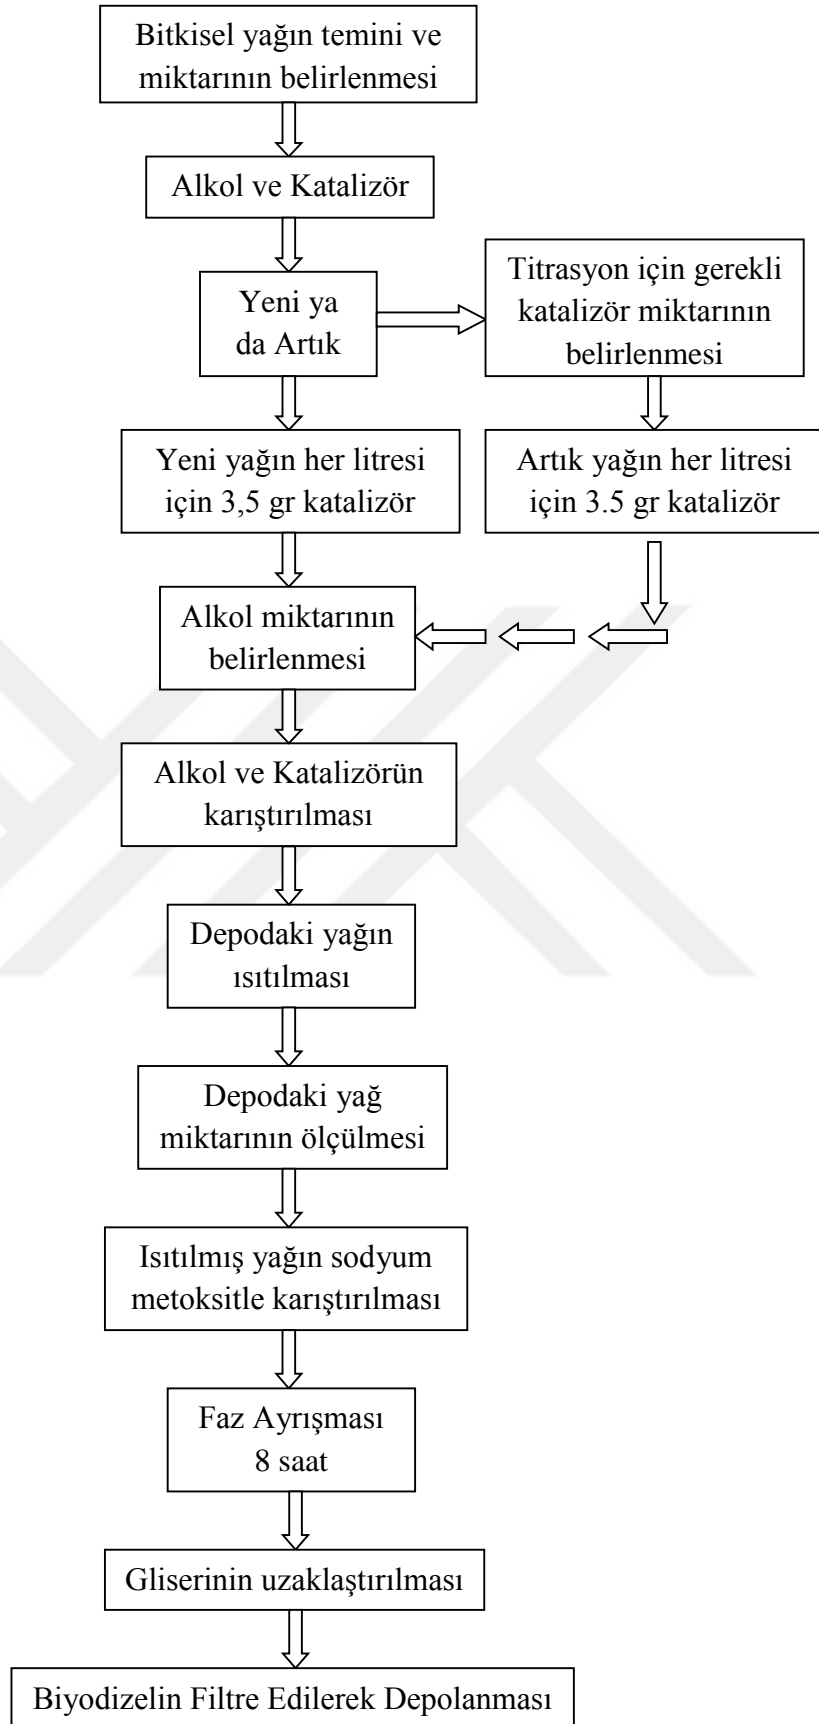 Bitkisel yağın temini ve
miktarının belirlenmesi
Alkol ve Katalizör
Yeni ya
da Artık
Titrasyon için gerekli
katalizör miktarının
belirlenmesi
Yeni yağın her litresi
için 3,5 gr katalizör
Artık yağın her litresi
için 3.5 gr katalizör
Alkol miktarının
belirlenmesi
Alkol ve Katalizörün
karıştırılması
Depodaki yağın
ısıtılması
Depodaki yağ
miktarının ölçülmesi
Isıtılmış yağın sodyum
metoksitle karıştırılması
Faz Ayrışması
8 saat
Gliserinin uzaklaştırılması
Biyodizelin Filtre Edilerek Depolanması